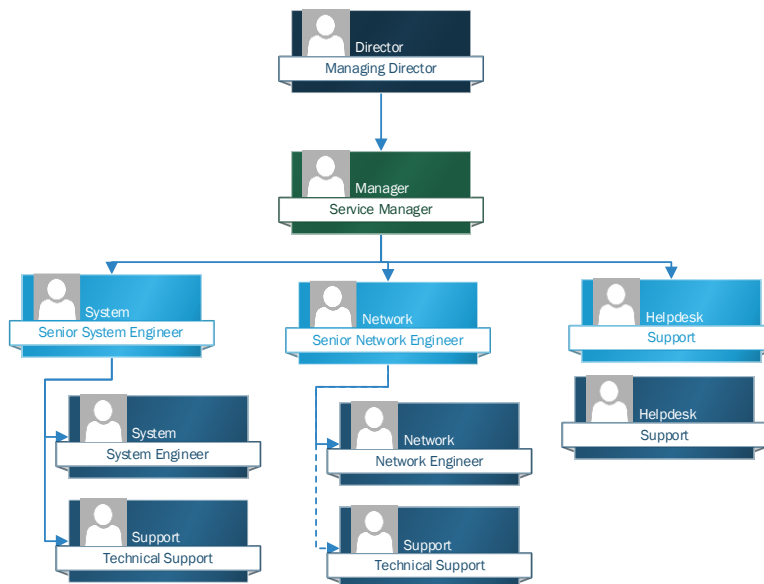 Director
Managing Director
Manager
Service Manager
System
Senior System Engineer
Network
Senior Network Engineer
Helpdesk
Support
System
System Engineer
Network
Network Engineer
Helpdesk
Support
Support
Technical Support
Support
Technical Support